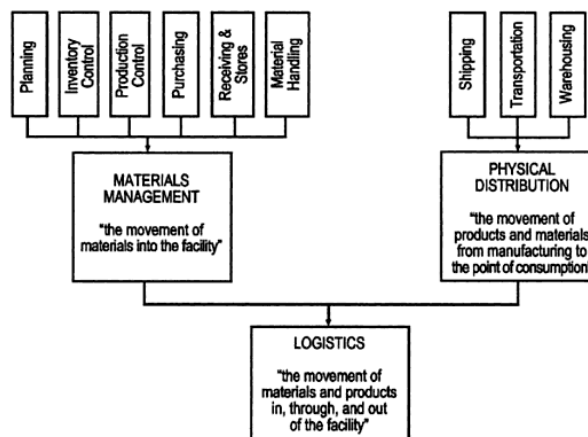 Planning
Inventory
Control
Production
Control
Purchasing
Receiving &
Stores
Material
Handling
Shipping
Transportation
Warehousing
MATERIALS
MANAGEMENT
"the movement of
materials into the facility"
PHYSICAL
DISTRIBUTION
"the movement of
products and materials
from manufacturing to
the point of consumption
LOGISTICS
"the movement of
materials and products
in, through, and out
of the facility"